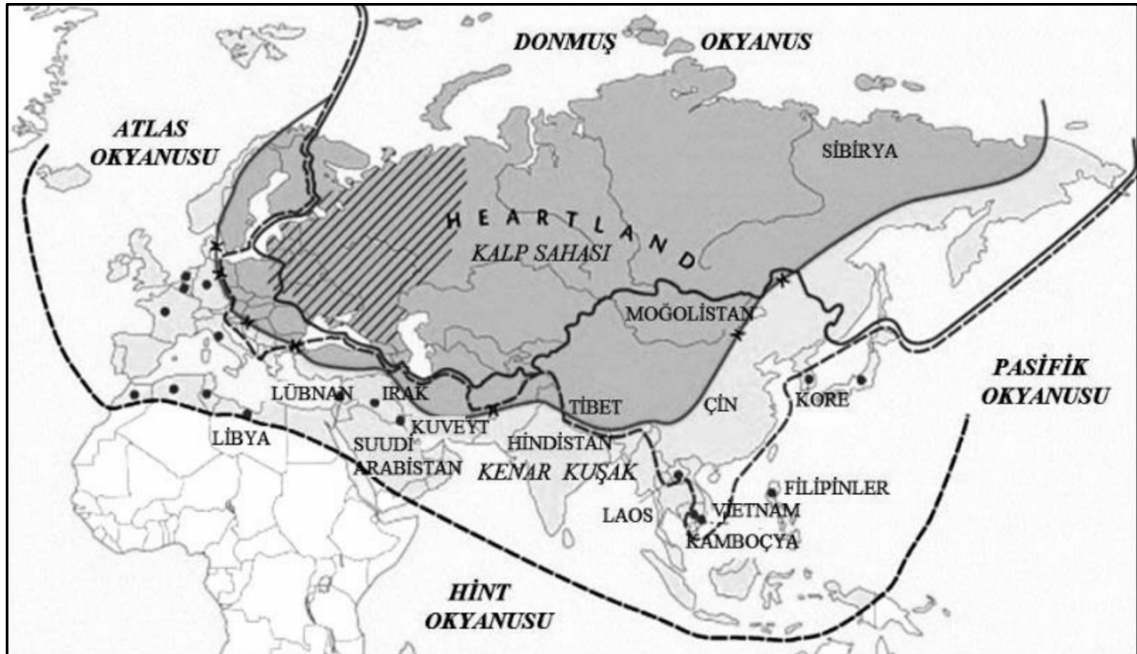 DONMUŞ OKYANUS
ATLAS
OKYANUSU
SİBİRYA
HEARTLAND
KALP SAHASI
MOĞOLİSTAN
PASİFİK
OKYANUSU
LÜBNAN
IRAK
TİBET
ÇİN
KORE
KUVEYT
LİBYA
SUUDİ
ARABİSTAN
HİNDİSTAN
KENAR KUŞAK
FİLİPİNLER
LAOS
VİETNAM
KAMBOÇYA
HİNT
OKYANUSU